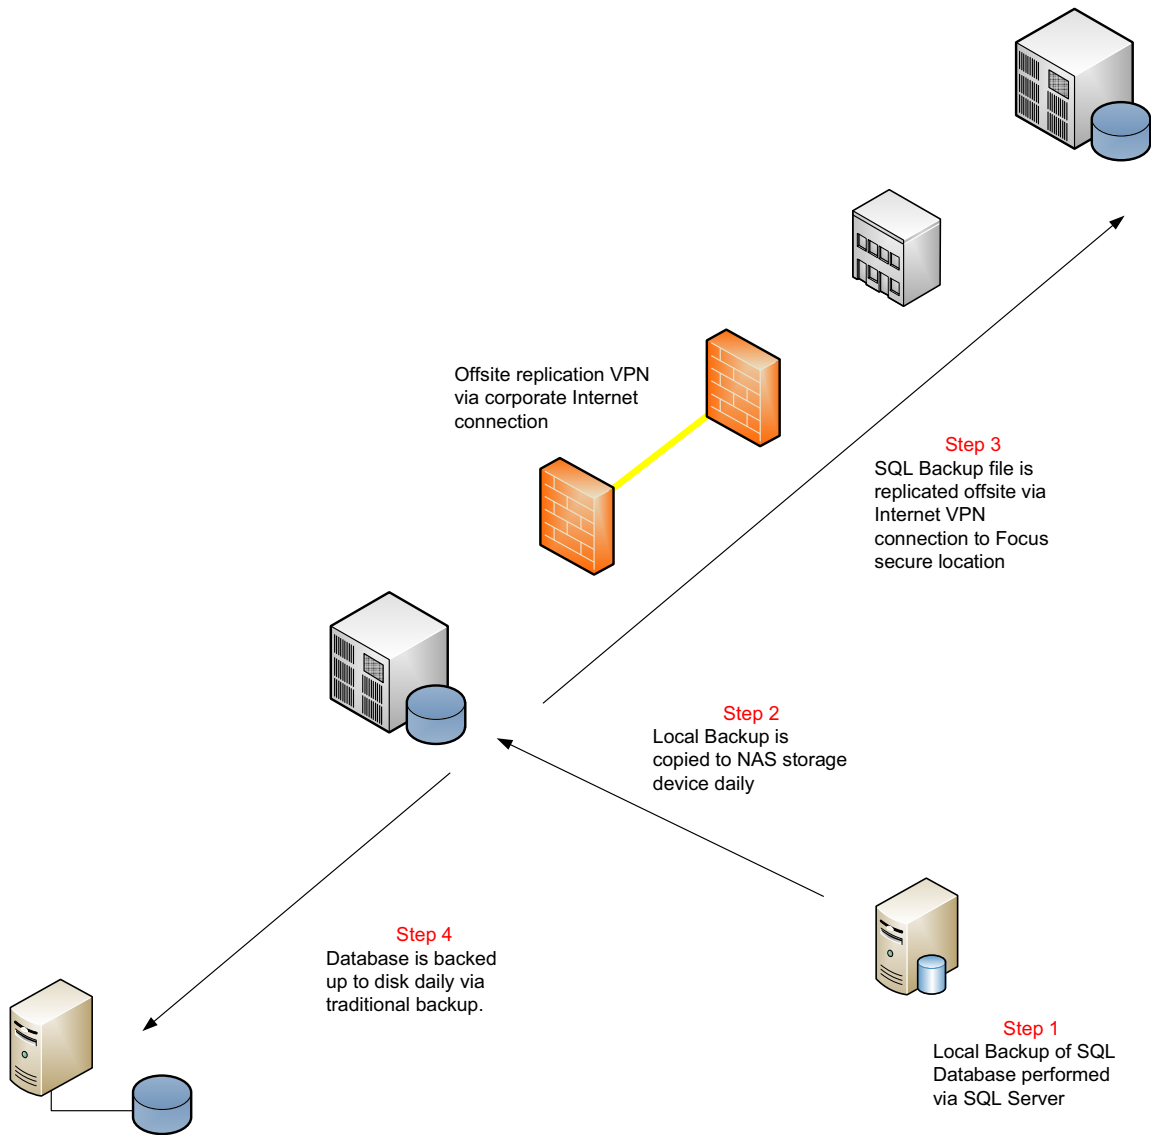 Offsite replication VPN
via corporate Internet
connection
Step 3
SQL Backup file is
replicated offsite via
Internet VPN
connection to Focus
secure location
Step 2
Local Backup is
copied to NAS storage
device daily
Step 4
Database is backed
up to disk daily via
traditional backup.
Step 1
Local Backup of SQL
Database performed
via SQL Server